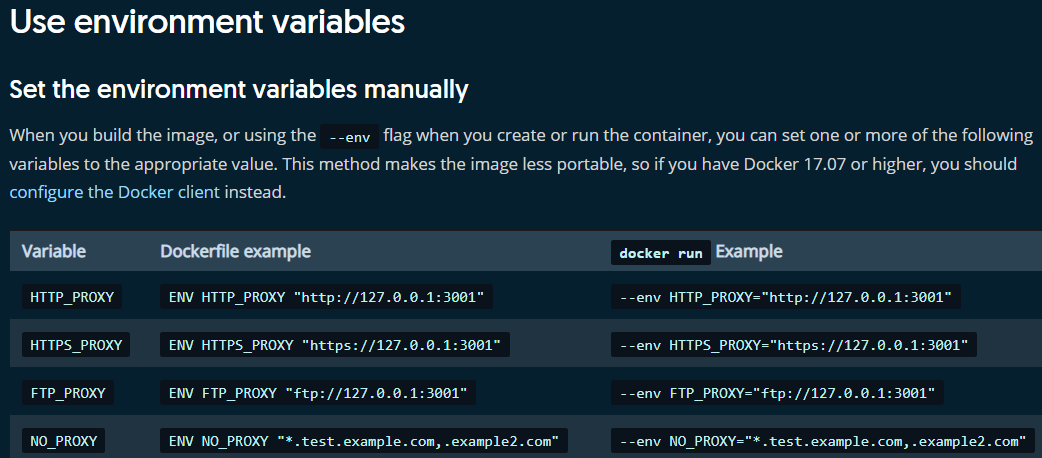 Use environment variables
Set the environment variables manually
When you build the image, or using the --env flag when you create or run the container, you can set one or more of the following
variables to the appropriate value. This method makes the image less portable, so if you have Docker 17.07 or higher, you should
configure the Docker client instead.
Variable Dockerfile example docker run Example
HTTP_PROXY ENV HTTP_PROXY "http://127.0.0.1:3001" --env HTTP_PROXY="http://127.0.0.1:3001"
HTTPS_PROXY ENV HTTPS_PROXY "https://127.0.0.1:3001" --env HTTPS_PROXY="https://127.0.0.1:3001"
FTP_PROXY ENV FTP_PROXY "ftp://127.0.0.1:3001" --env FTP_PROXY="ftp://127.0.0.1:3001"
NO_PROXY ENV NO_PROXY "*.test.example.com,.example2.com" --env NO_PROXY="*.test.example.com,.example2.com"